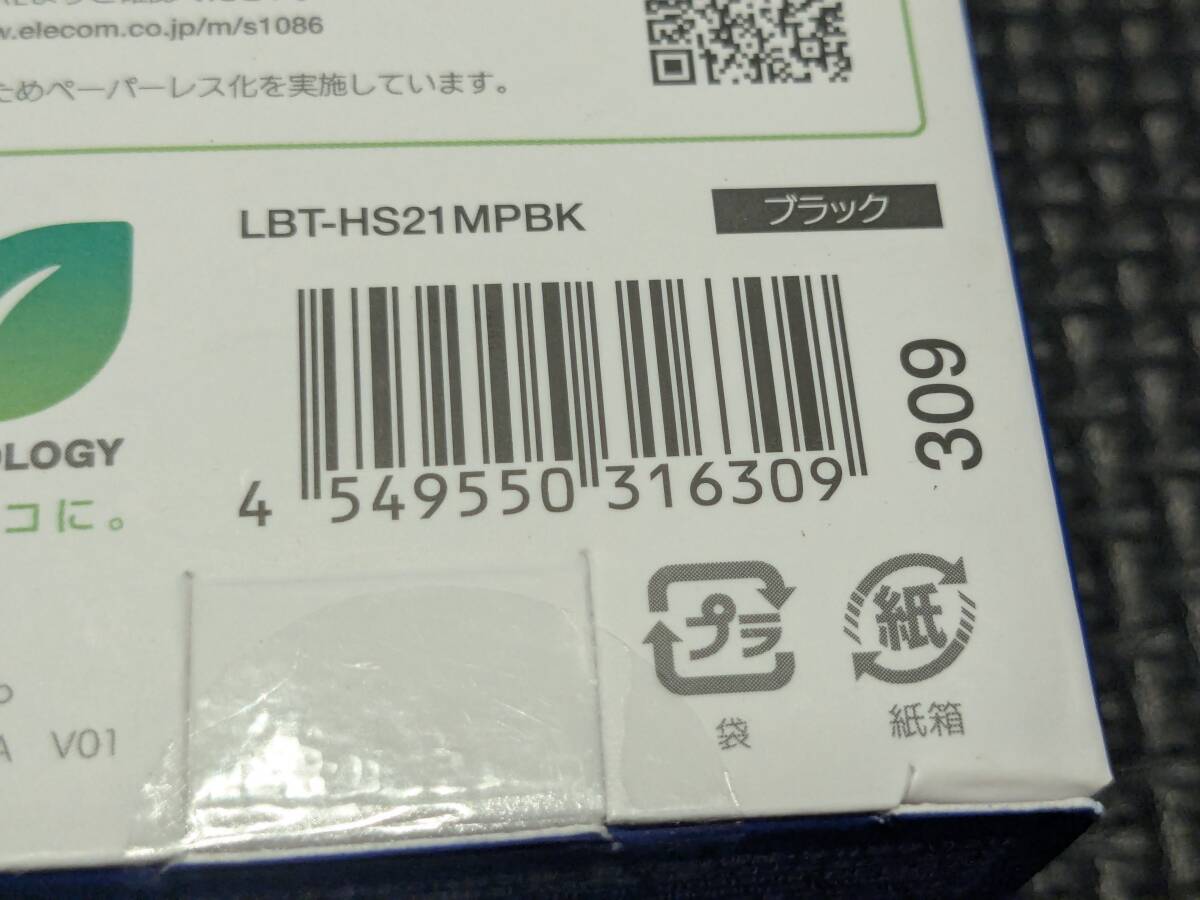 w.elecom.co.jp/m/s1086
ためペーパーレス化を実施しています。
LBT-HS21MPBK
ブラック
OLOGY
コに。
4 549550 316309
309
プラ
袋
紙
紙箱
A V01